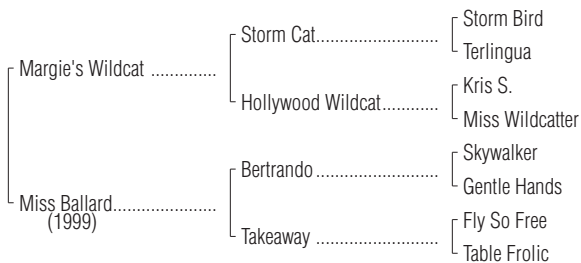 Storm Bird
Storm Cat..................................
Terlingua
Margie's Wildcat ..............
Kris S.
Hollywood Wildcat...............
Miss Wildcatter
Skywalker
Bertrando ..................................
Gentle Hands
Miss Ballard............................
(1999)
Fly So Free
Takeaway ..................................
Table Frolic